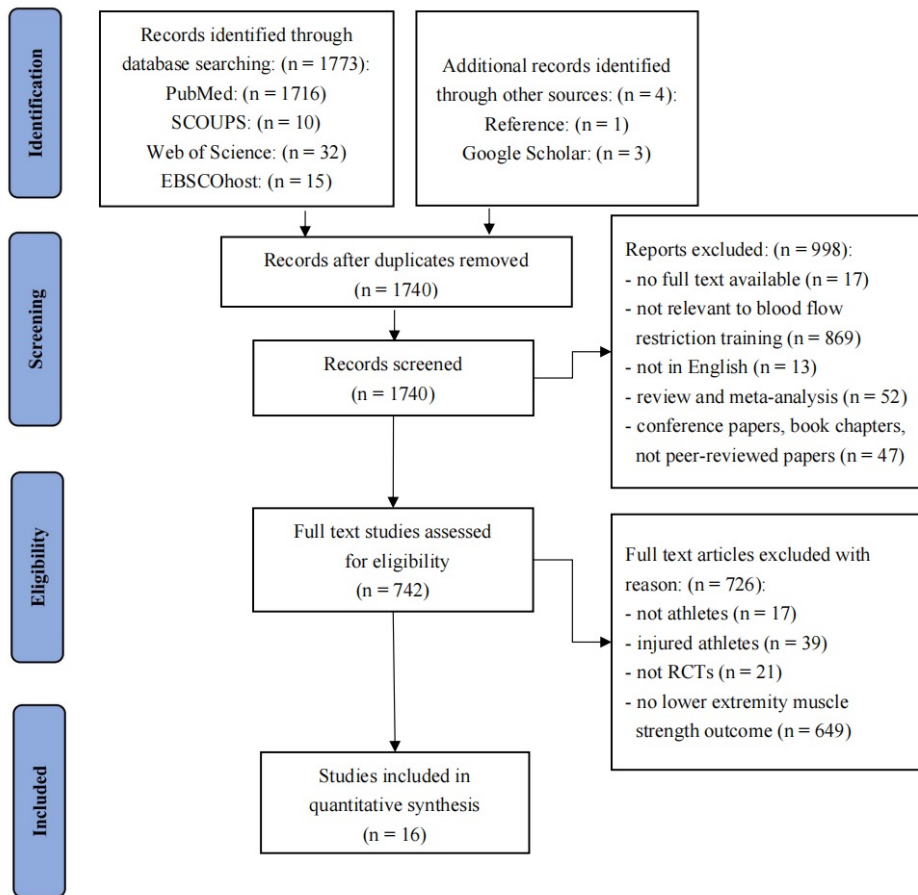 Identification
Records identified through
database searching: (n = 1773):
PubMed: (n = 1716)
SCOUPS: (n = 10)
Web of Science: (n = 32)
EBSCOhost: (n = 15)
Additional records identified
through other sources: (n = 4):
Reference: (n = 1)
Google Scholar: (n = 3)
Screening
Records after duplicates removed
(n = 1740)
Records screened
(n = 1740)
Reports excluded: (n = 998):
- no full text available (n = 17)
- not relevant to blood flow
restriction training (n = 869)
- not in English (n = 13)
- review and meta-analysis (n = 52)
- conference papers, book chapters,
not peer-reviewed papers (n = 47)
Eligibility
Full text studies assessed
for eligibility
(n = 742)
Full text articles excluded with
reason: (n = 726):
- not athletes (n = 17)
- injured athletes (n = 39)
- not RCTs (n = 21)
- no lower extremity muscle
strength outcome (n = 649)
Included
Studies included in
quantitative synthesis
(n = 16)